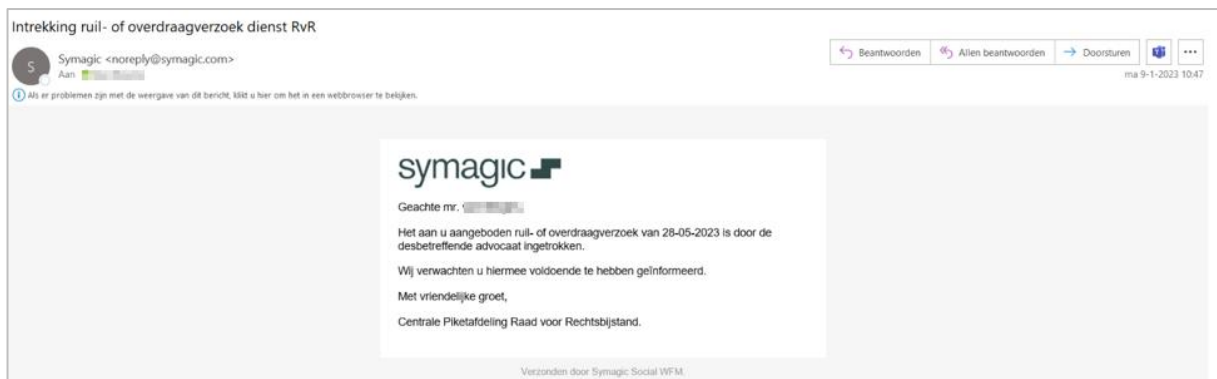 Intrekking ruil- of overdraagverzoek dienst RvR
S
Symagic <noreply@symagic.com>
Aan
Beantwoorden
Allen beantwoorden
Doorsturen
ma 9-1-2023 10:47
Als er problemen zijn met de weergave van dit bericht, klikt u hier om het in een webbrowser te bekijken.
symagic
Geachte mr.
Het aan u aangeboden ruil- of overdraagverzoek van 28-05-2023 is door de
desbetreffende advocaat ingetrokken.
Wij verwachten u hiermee voldoende te hebben geïnformeerd.
Met vriendelijke groet,
Centrale Piketafdeling Raad voor Rechtsbijstand.
Verzonden door Symagic Social WFM.